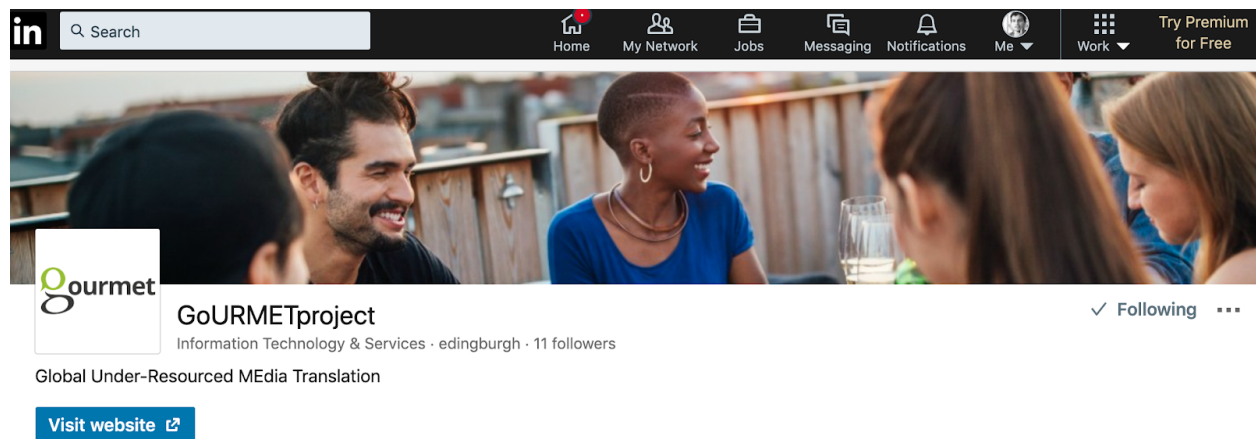 in
Search
Home
My Network
Jobs
Messaging
Notifications
Me
Work
Try Premium
for Free
gourmet
GoURMETproject
Following
Information Technology & Services · edingburgh · 11 followers
Global Under-Resourced MEdia Translation
Visit website